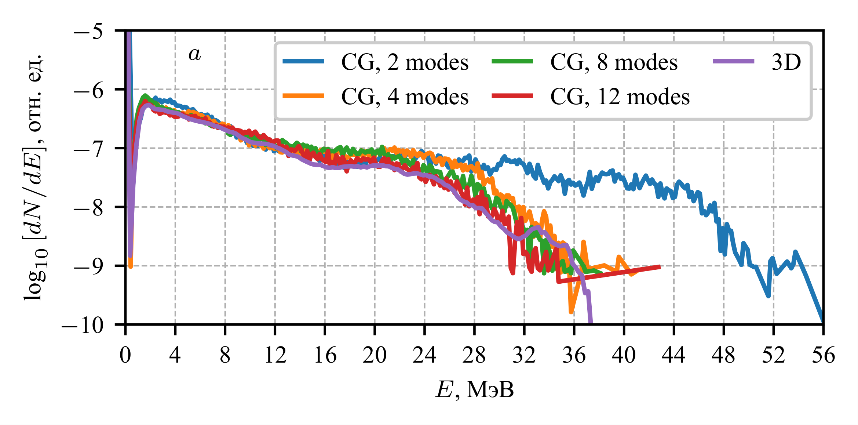 a
CG, 2 modes
CG, 4 modes
CG, 8 modes
CG, 12 modes
3D
log₁₀ [dN/dE], отн. ед.
−5
−6
−7
−8
−9
−10
0 4 8 12 16 20 24 28 32 36 40 44 48 52 56
E, МэВ